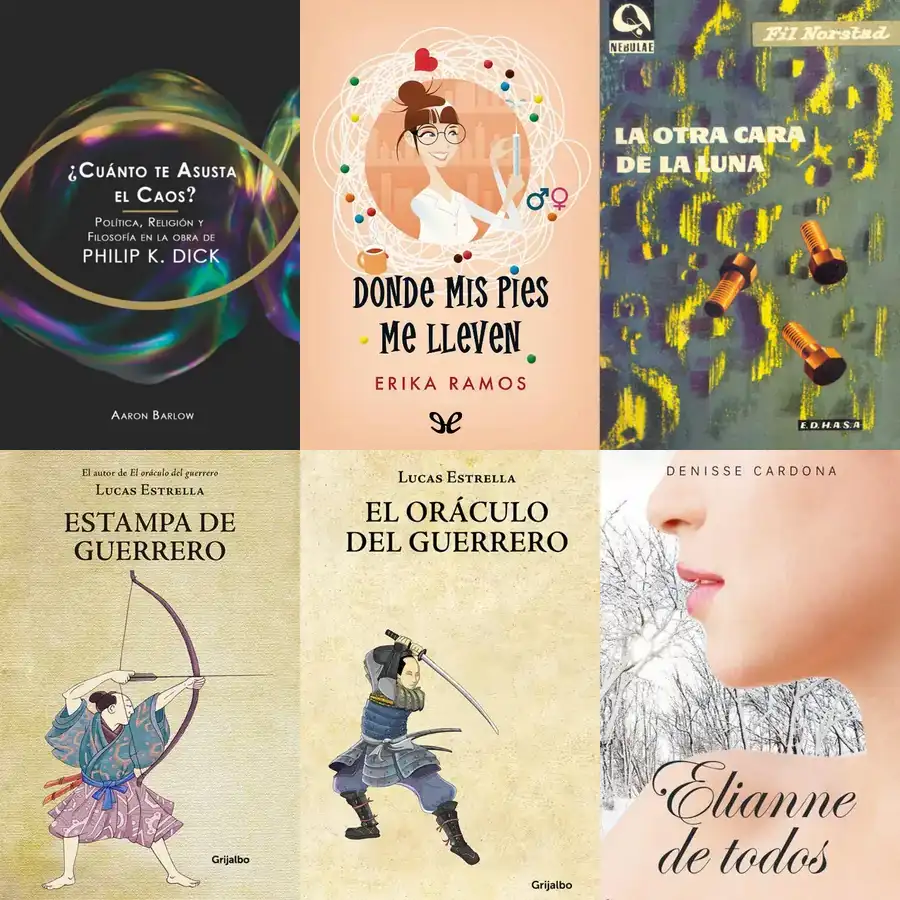 ¿Cuánto te Asusta
el Caos?
Política, Religión y
Filosofía en la obra de
PHILIP K. DICK
Aaron Barlow
DONDE MIS PIES
ME LLEVEN
ERIKA RAMOS
NEBULAE
Fil Norstad
LA OTRA CARA
DE LA LUNA
E.D.H.A.S.A.
El autor de El oráculo del guerrero
Lucas Estrella
ESTAMPA DE
GUERRERO
Grijalbo
Lucas Estrella
EL ORÁCULO
DEL GUERRERO
Grijalbo
DENISSE CARDONA
Elianne
de todos